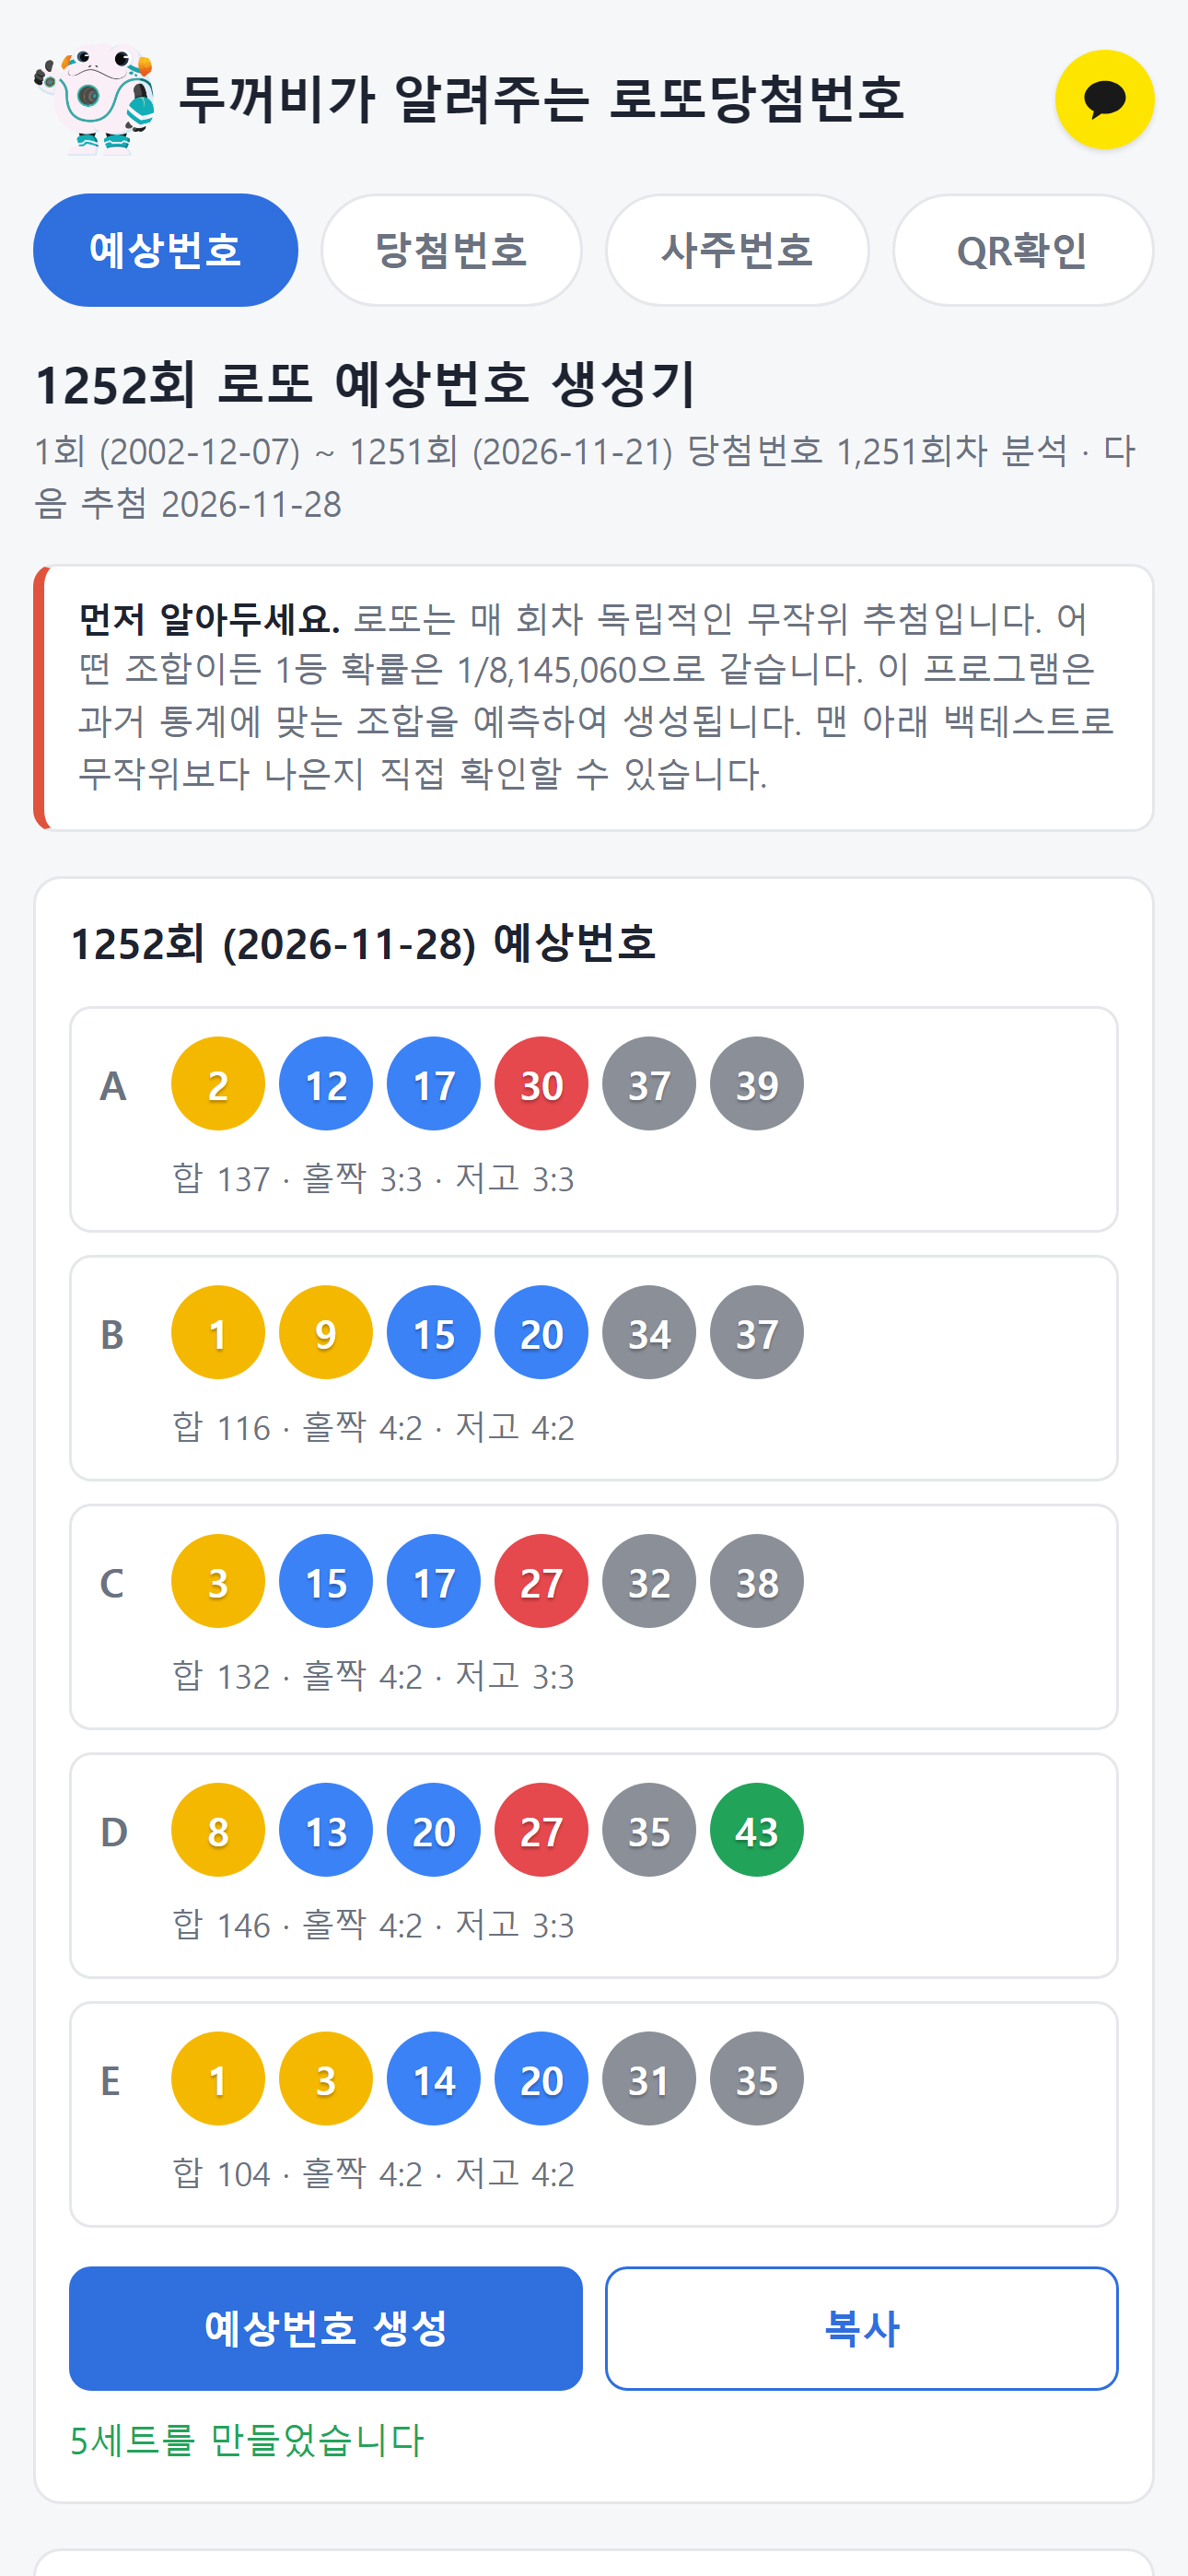 두꺼비가 알려주는 로또당첨번호
예상번호 당첨번호 사주번호 QR확인
1252회 로또 예상번호 생성기
1회 (2002-12-07) ~ 1251회 (2026-11-21) 당첨번호 1,251회차 분석 · 다
음 추첨 2026-11-28
먼저 알아두세요. 로또는 매 회차 독립적인 무작위 추첨입니다. 어
떤 조합이든 1등 확률은 1/8,145,060으로 같습니다. 이 프로그램은
과거 통계에 맞는 조합을 예측하여 생성됩니다. 맨 아래 백테스트로
무작위보다 나은지 직접 확인할 수 있습니다.
1252회 (2026-11-28) 예상번호
A 2 12 17 30 37 39
합 137 · 홀짝 3:3 · 저고 3:3
B 1 9 15 20 34 37
합 116 · 홀짝 4:2 · 저고 4:2
C 3 15 17 27 32 38
합 132 · 홀짝 4:2 · 저고 3:3
D 8 13 20 27 35 43
합 146 · 홀짝 4:2 · 저고 3:3
E 1 3 14 20 31 35
합 104 · 홀짝 4:2 · 저고 4:2
예상번호 생성 복사
5세트를 만들었습니다